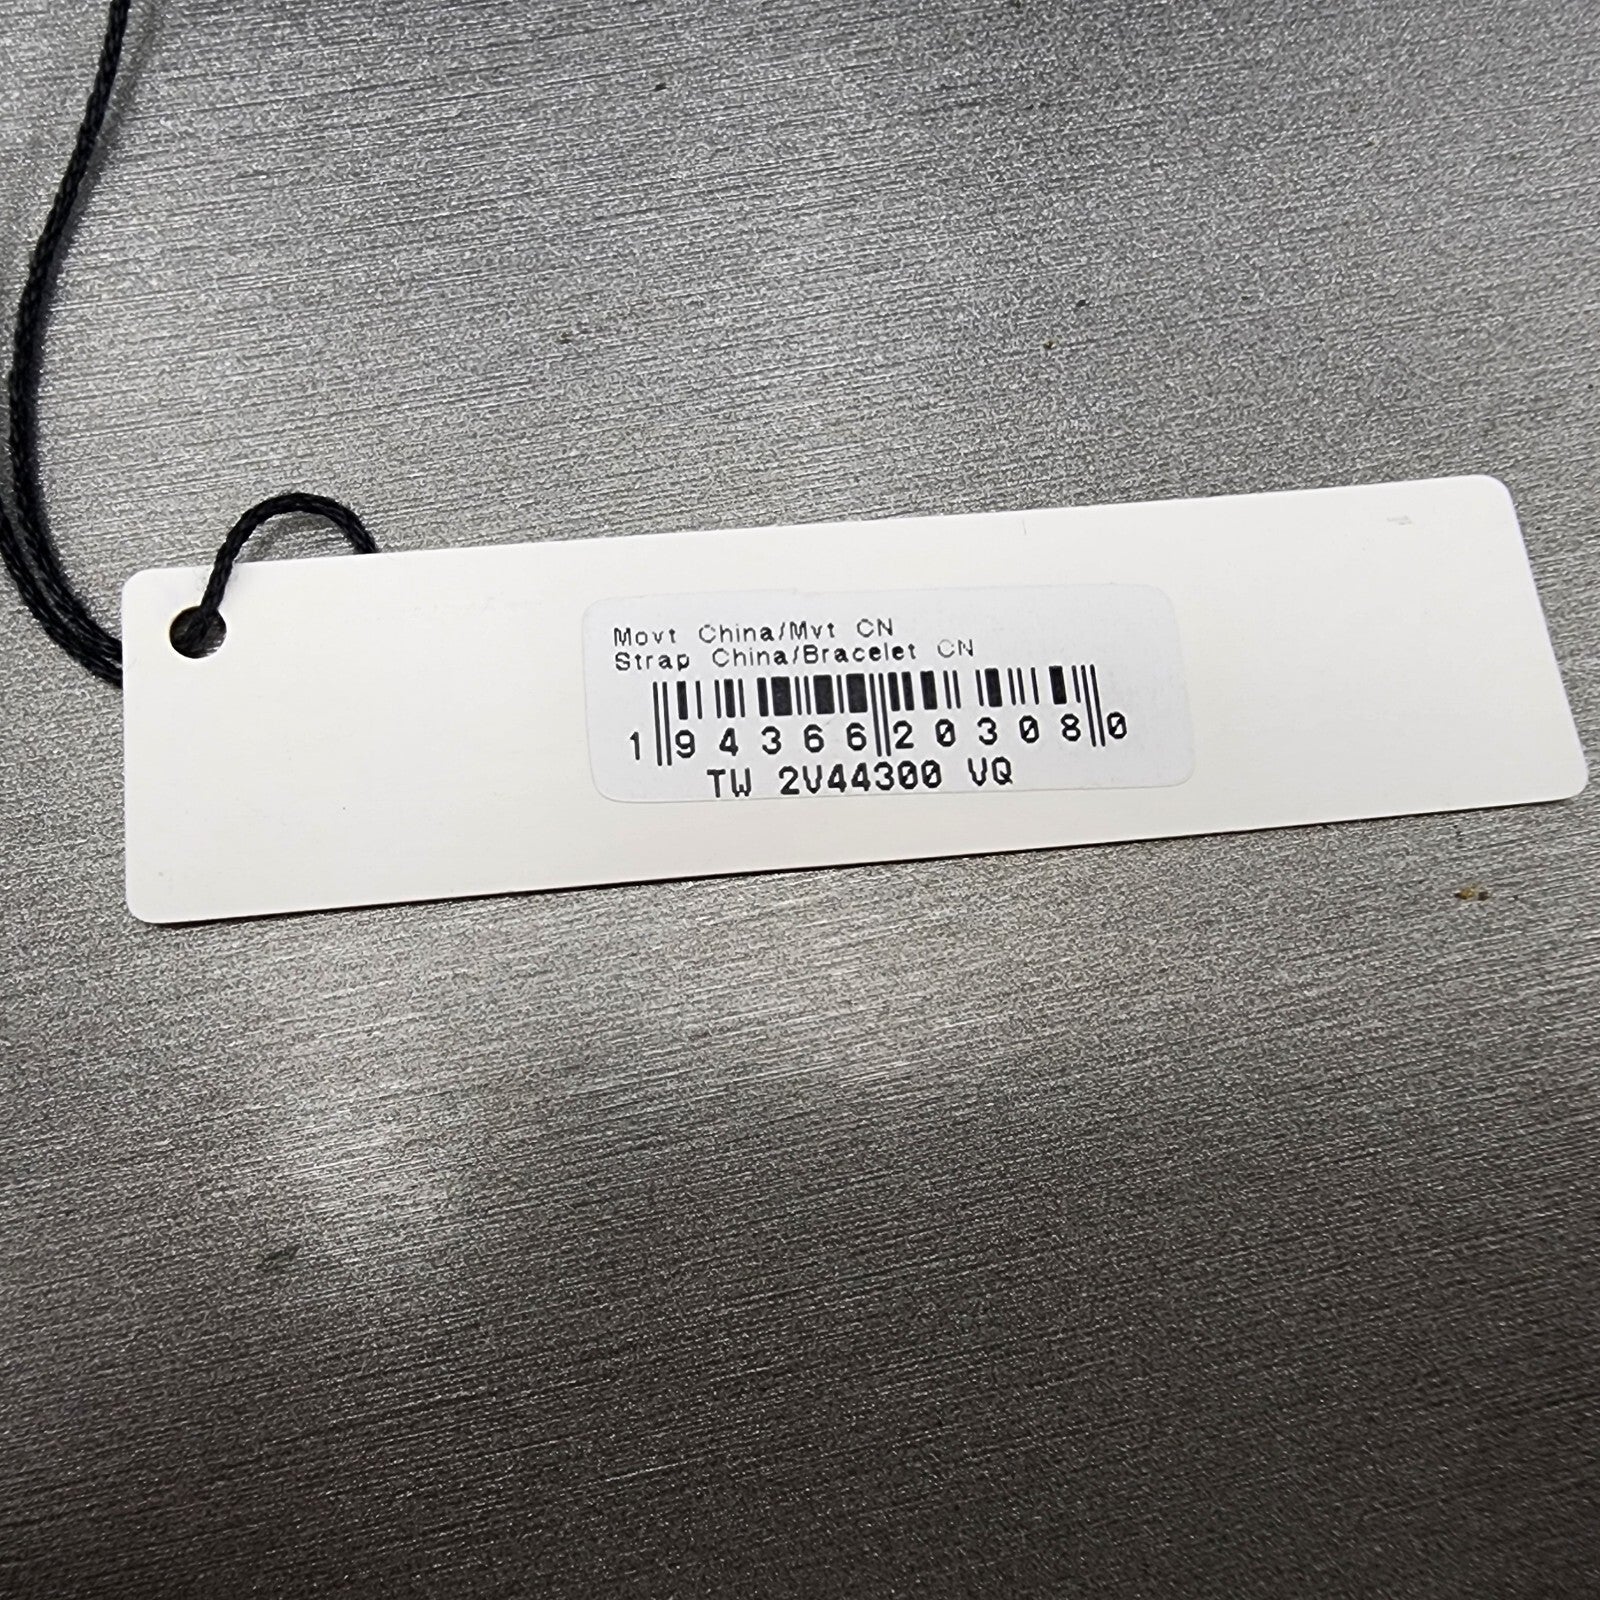 Movt China/Mvt CN
Strap China/Bracelet CN
1 94366 20308 0
TW 2V44300 VQ